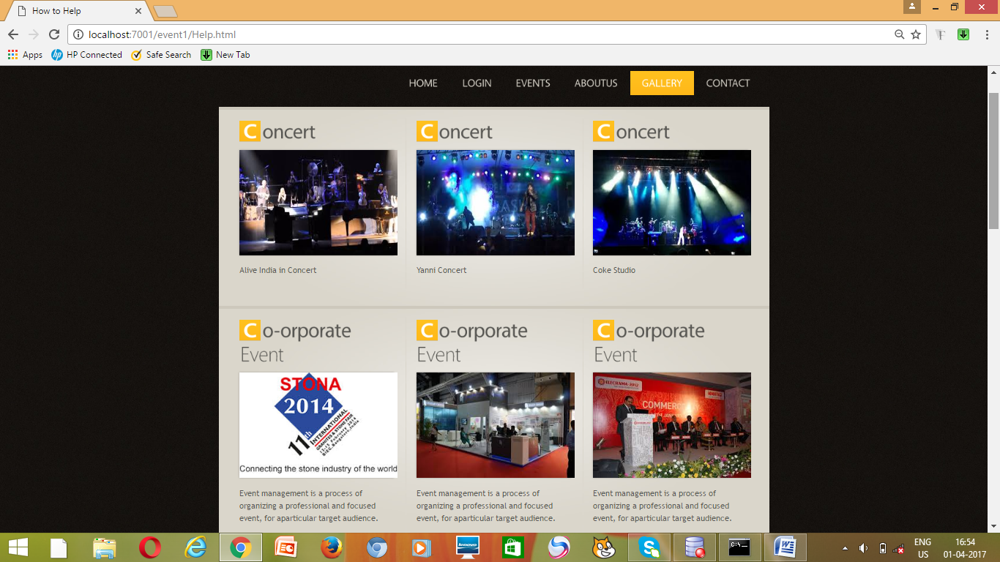 How to Help
localhost:7001/event1/Help.html
Apps HP Connected Safe Search New Tab
HOME LOGIN EVENTS ABOUTUS GALLERY CONTACT
Concert
Concert
Concert
Alive India in Concert
Yanni Concert
Coke Studio
Co-orporate
Event
Co-orporate
Event
Co-orporate
Event
STONA
2014
11th INTERNATIONAL
GRANITES & STONE FAIR
Connecting the stone industry of the world
ELECRAMA-2012
COMMERC
Event management is a process of
organizing a professional and focused
event, for aparticular target audience.
Event management is a process of
organizing a professional and focused
event, for aparticular target audience.
Event management is a process of
organizing a professional and focused
event, for aparticular target audience.
lenovo
C:\_
ENG
US
16:54
01-04-2017